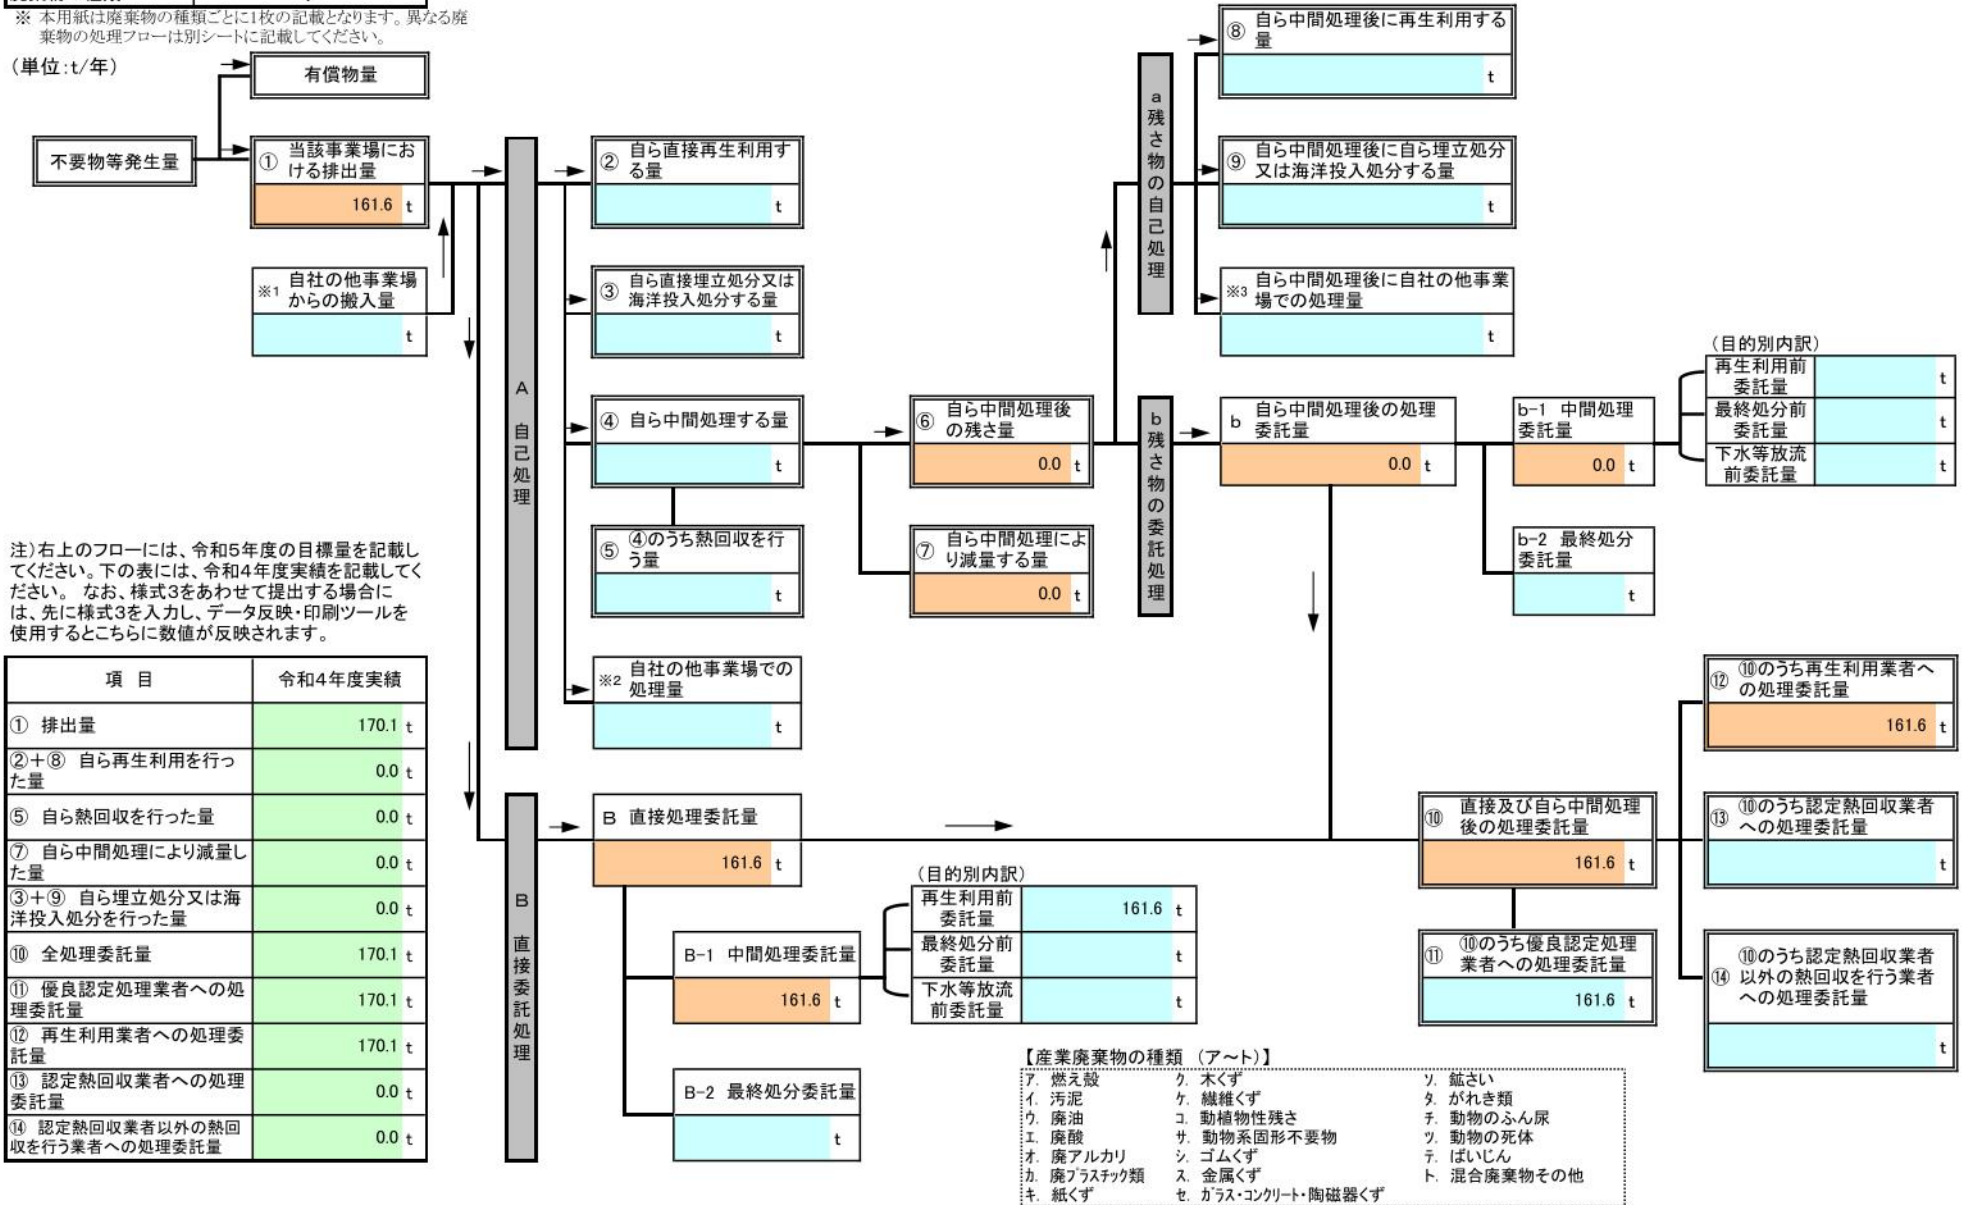 ※ 本用紙は廃棄物の種類ごとに1枚の記載となります。異なる廃
棄物の処理フローは別シートに記載してください。
(単位:t/年)
有償物量
不要物等発生量
① 当該事業場にお
ける排出量
161.6 t
※1 自社の他事業場
からの搬入量
t
A 自己処理
② 自ら直接再生利用す
る量
t
③ 自ら直接埋立処分又は
海洋投入処分する量
t
④ 自ら中間処理する量
t
⑤ ④のうち熱回収を行
う量
t
※2 自社の他事業場での
処理量
t
⑥ 自ら中間処理後
の残さ量
0.0 t
⑦ 自ら中間処理によ
り減量する量
0.0 t
a 残さ物の自己処理
⑧ 自ら中間処理後に再生利用する
量
t
⑨ 自ら中間処理後に自ら埋立処分
又は海洋投入処分する量
t
※3 自ら中間処理後に自社の他事業
場での処理量
t
b 残さ物の委託処理
b 自ら中間処理後の処理
委託量
0.0 t
b-1 中間処理
委託量
0.0 t
b-2 最終処分
委託量
t
(目的別内訳)
再生利用前
委託量
t
最終処分前
委託量
t
下水等放流
前委託量
t
注)右上のフローには、令和5年度の目標量を記載し
てください。下の表には、令和4年度実績を記載してく
ださい。 なお、様式3をあわせて提出する場合に
は、先に様式3を入力し、データ反映・印刷ツールを
使用するとこちらに数値が反映されます。
項 目 令和4年度実績
① 排出量 170.1 t
②+⑧ 自ら再生利用を行っ
た量 0.0 t
⑤ 自ら熱回収を行った量 0.0 t
⑦ 自ら中間処理により減量し
た量 0.0 t
③+⑨ 自ら埋立処分又は海
洋投入処分を行った量 0.0 t
⑩ 全処理委託量 170.1 t
⑪ 優良認定処理業者への処
理委託量 170.1 t
⑫ 再生利用業者への処理委
託量 170.1 t
⑬ 認定熱回収業者への処理
委託量 0.0 t
⑭ 認定熱回収業者以外の熱回
収を行う業者への処理委託量 0.0 t
B 直接委託処理
B 直接処理委託量
161.6 t
B-1 中間処理委託量
161.6 t
B-2 最終処分委託量
t
(目的別内訳)
再生利用前
委託量
161.6 t
最終処分前
委託量
t
下水等放流
前委託量
t
⑩ 直接及び自ら中間処理
後の処理委託量
161.6 t
⑪ ⑩のうち優良認定処理
業者への処理委託量
161.6 t
⑫ ⑩のうち再生利用業者へ
の処理委託量
161.6 t
⑬ ⑩のうち認定熱回収業者
への処理委託量
t
⑭ ⑩のうち認定熱回収業者
以外の熱回収を行う業者
への処理委託量
t
【産業廃棄物の種類 (ア~ト)】
ア. 燃え殻 ク. 木くず ソ. 鉱さい
イ. 汚泥 ケ. 繊維くず タ. がれき類
ウ. 廃油 コ. 動植物性残さ チ. 動物のふん尿
エ. 廃酸 サ. 動物系固形不要物 ツ. 動物の死体
オ. 廃アルカリ シ. ゴムくず テ. ばいじん
カ. 廃プラスチック類 ス. 金属くず ト. 混合廃棄物その他
キ. 紙くず セ. ガラス・コンクリート・陶磁器くず